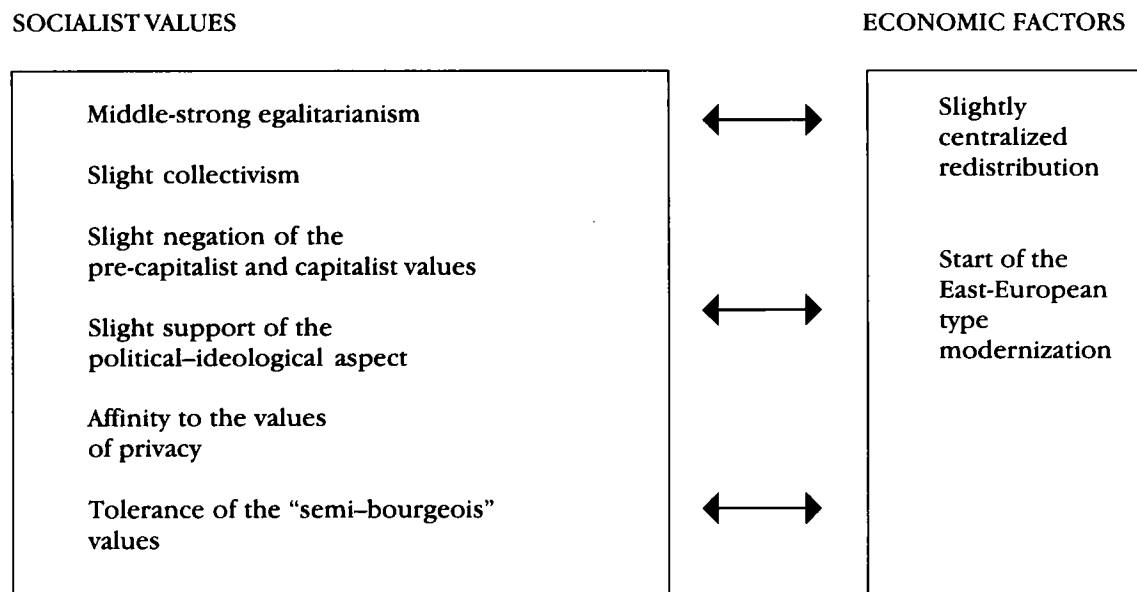 SOCIALIST VALUES
Middle-strong egalitarianism
Slight collectivism
Slight negation of the
pre-capitalist and capitalist values
Slight support of the
political–ideological aspect
Affinity to the values
of privacy
Tolerance of the “semi–bourgeois”
values
ECONOMIC FACTORS
Slightly
centralized
redistribution
Start of the
East-European
type
modernization